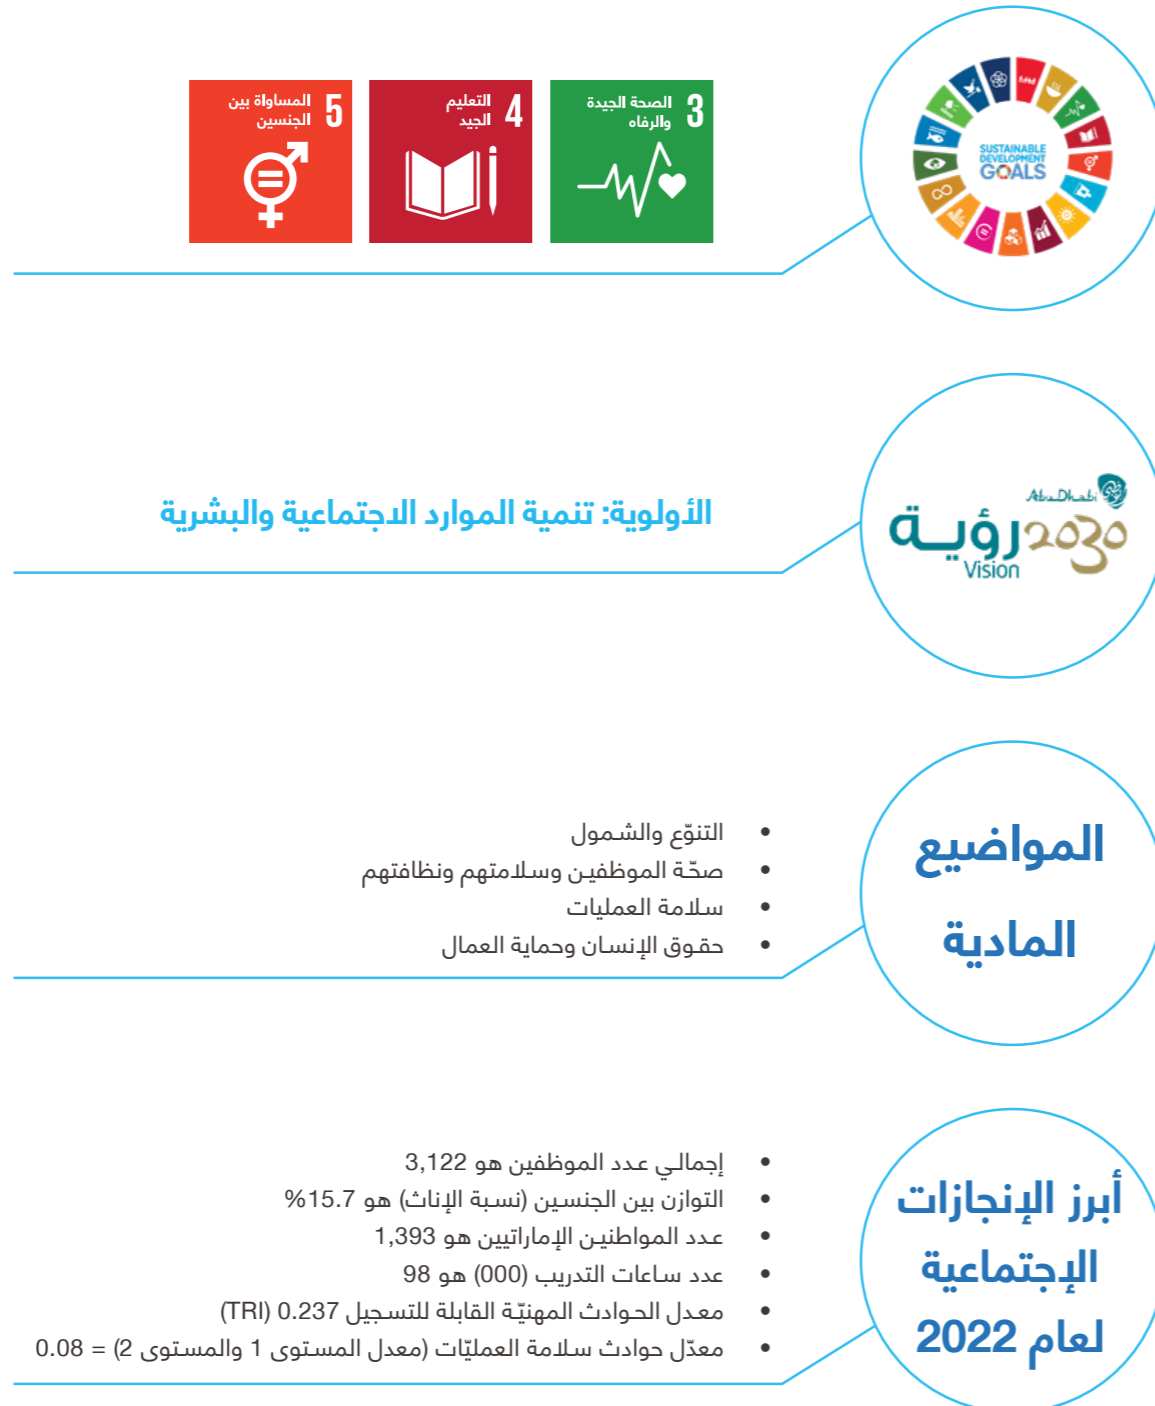 SUSTAINABLE
DEVELOPMENT
GOALS
3 الصحة الجيدة
والرفاه
4 التعليم
الجيد
5 المساواة بين
الجنسين
Abu Dhabi
رؤيــة 2030
Vision
الأولوية: تنمية الموارد الاجتماعية والبشرية
المواضيع
المادية
• التنوّع والشمول
• صحّة الموظفين وسلامتهم ونظافتهم
• سلامة العمليات
• حقوق الإنسان وحماية العمال
أبرز الإنجازات
الإجتماعية
لعام 2022
• إجمالي عدد الموظفين هو 3,122
• التوازن بين الجنسين (نسبة الإناث) هو 15.7%
• عدد المواطنين الإماراتيين هو 1,393
• عدد ساعات التدريب (000) هو 98
• معدل الحوادث المهنيّة القابلة للتسجيل 0.237 (TRI)
• معدّل حوادث سلامة العمليّات (معدل المستوى 1 والمستوى 2) = 0.08